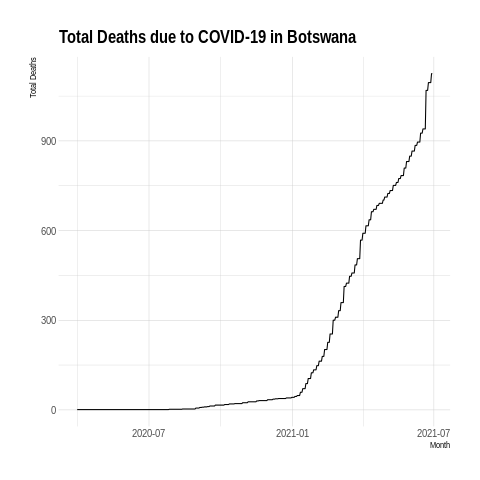 Total Deaths due to COVID-19 in Botswana
Total Deaths
900
600
300
0
2020-07
2021-01
2021-07
Month